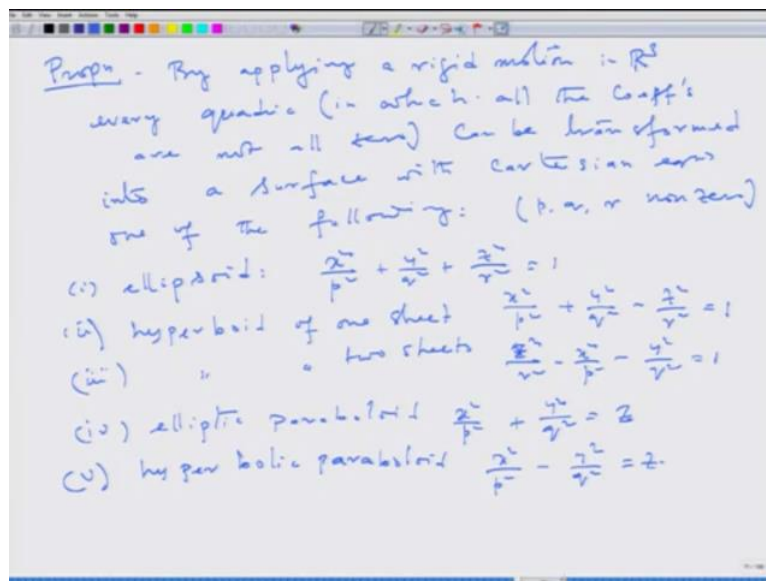 Propn. - By applying a rigid motion in R³
every quadric (in which all the coeff's
are not all zero) can be transformed
into a surface with cartesian eqns
one of the following: (p, q, r non zero)
(i) ellipsoid: x²/p² + y²/q² + z²/r² = 1
(ii) hyperboid of one sheet x²/p² + y²/q² - z²/r² = 1
(iii) " " two sheets z²/r² - x²/p² - y²/q² = 1
(iv) elliptic paraboloid x²/p² + y²/q² = z
(v) hyperbolic paraboloid x²/p² - y²/q² = z.